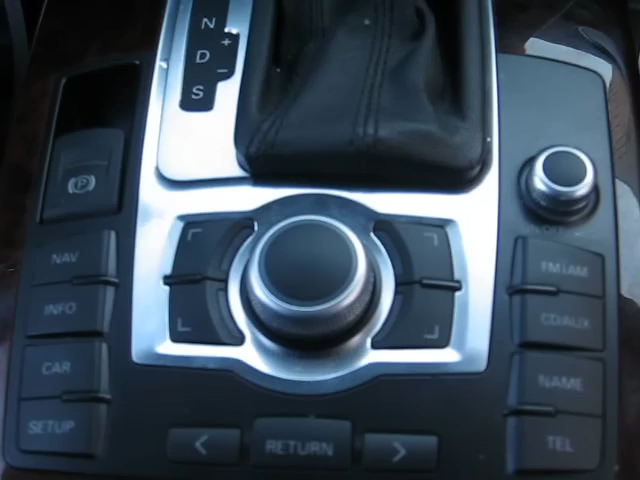 N
+
D
–
S
P
NAV
FM/AM
INFO
CD/AUX
CAR
NAME
SETUP
TEL
< RETURN >